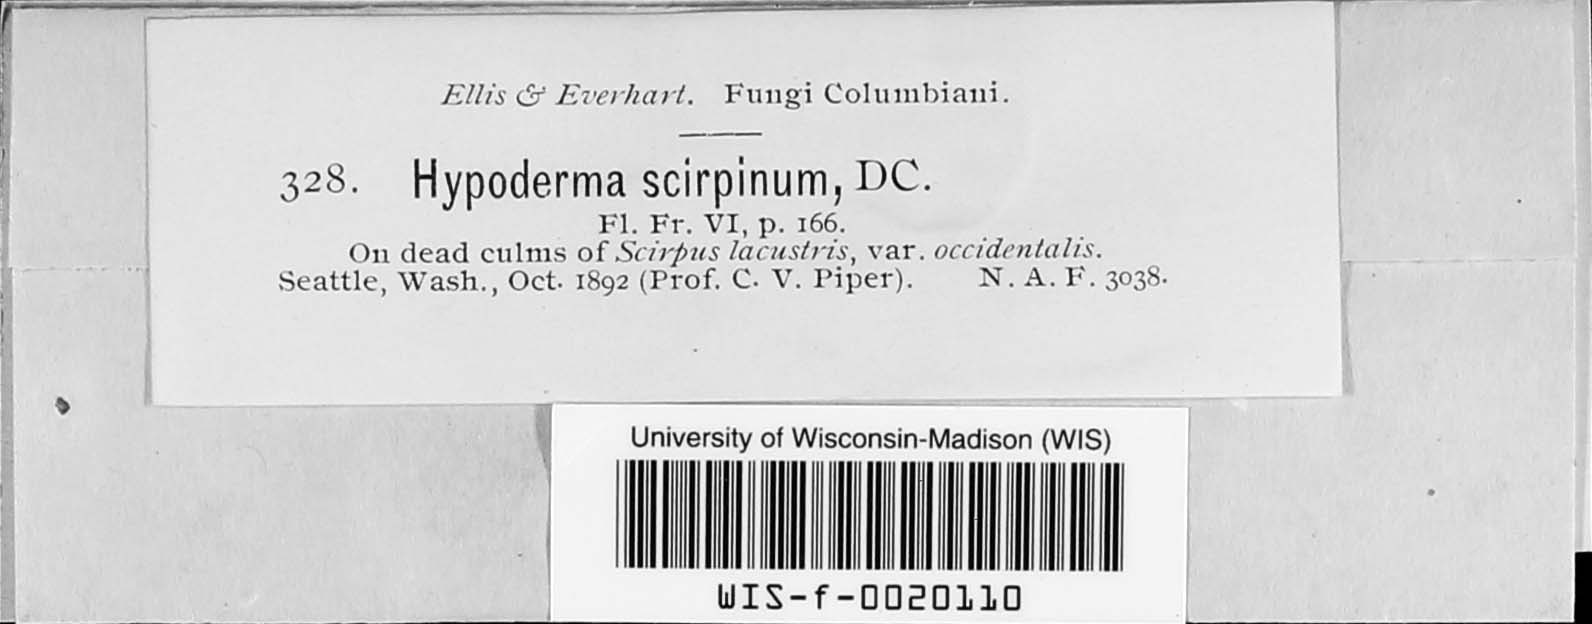 Ellis & Everhart. Fungi Columbiani.
328. Hypoderma scirpinum, DC.
Fl. Fr. VI, p. 166.
On dead culms of Scirpus lacustris, var. occidentalis.
Seattle, Wash., Oct. 1892 (Prof. C. V. Piper). N. A. F. 3038.
University of Wisconsin-Madison (WIS)
WIS-f-0020110